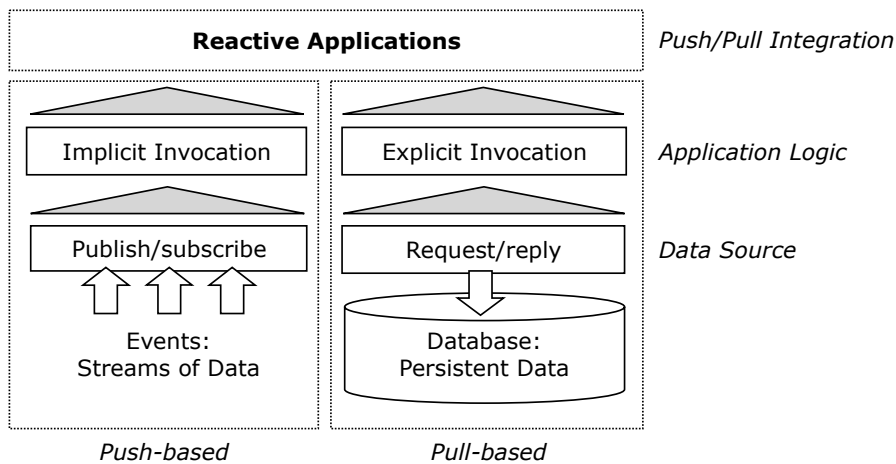 Reactive Applications
Push/Pull Integration
Implicit Invocation
Explicit Invocation
Application Logic
Publish/subscribe
Request/reply
Data Source
Events:
Streams of Data
Database:
Persistent Data
Push-based
Pull-based